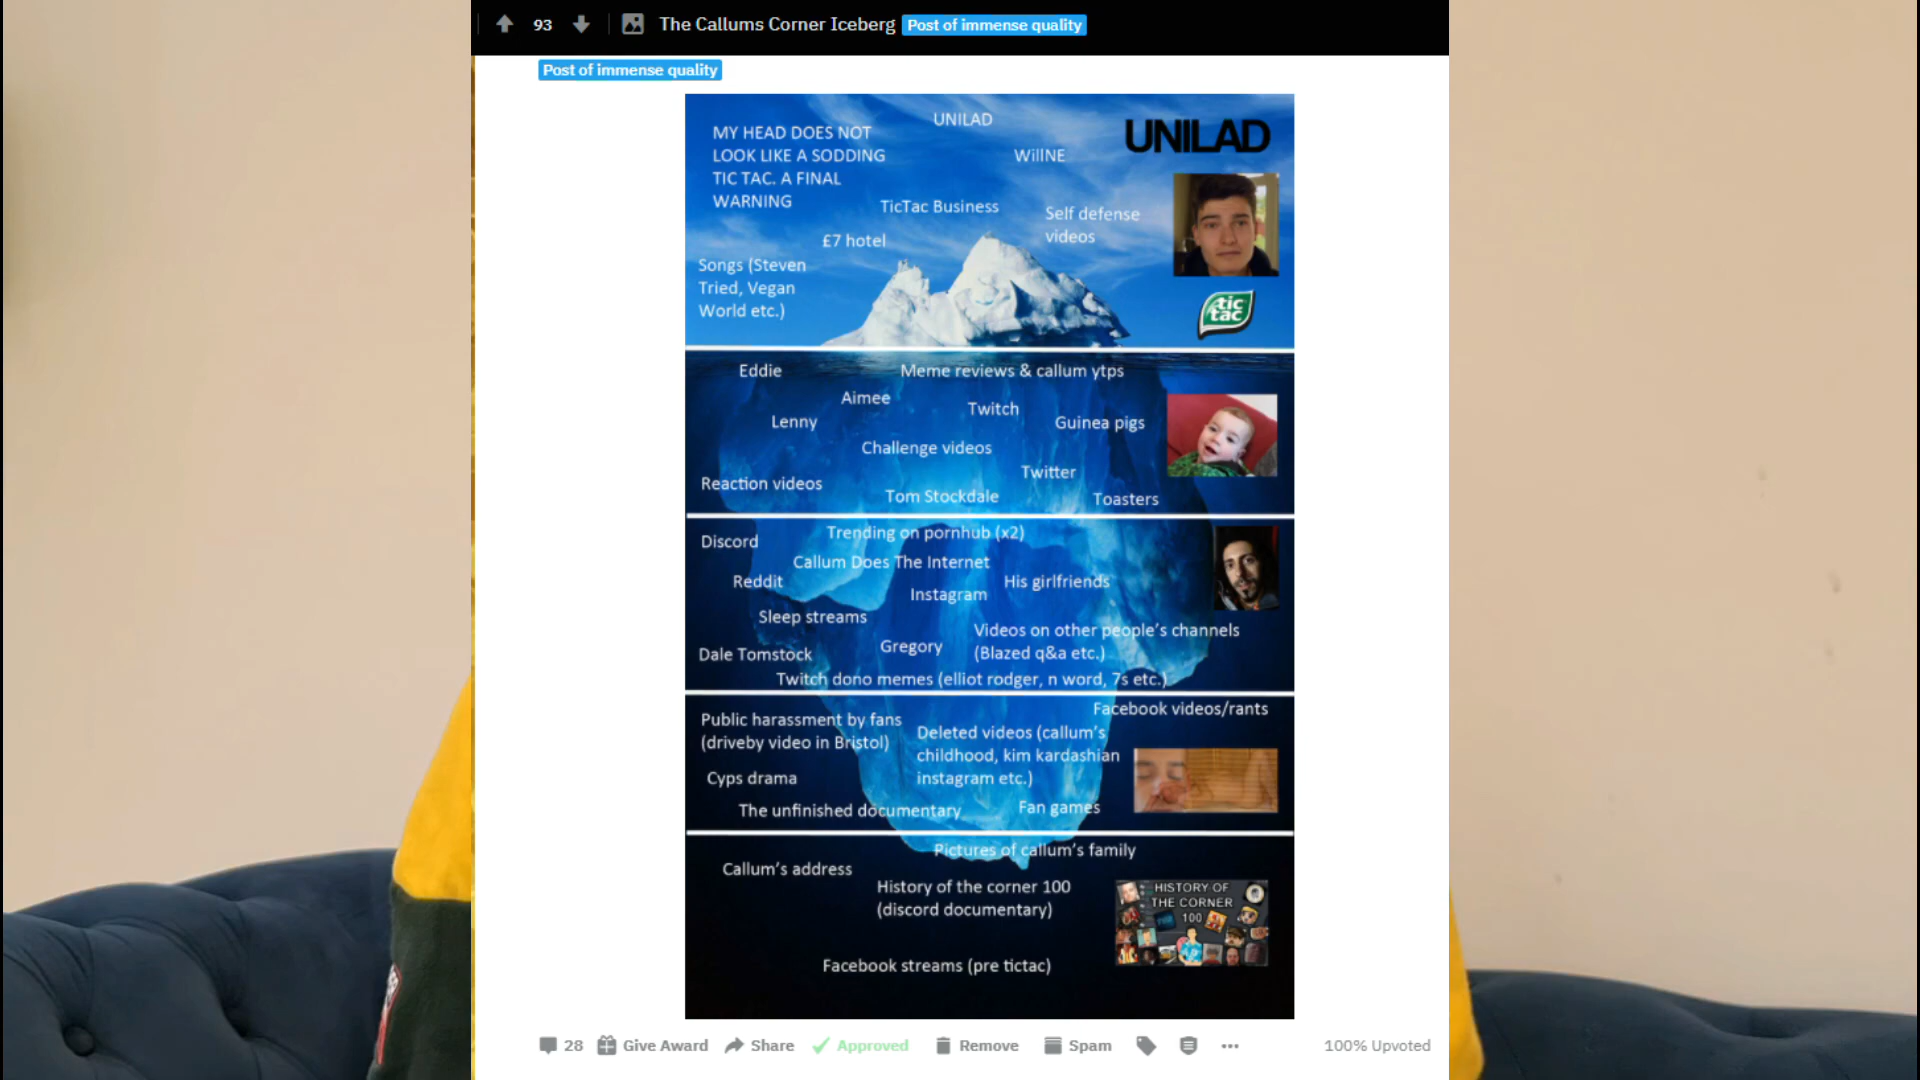 93
The Callums Corner Iceberg Post of immense quality
Post of immense quality
UNILAD
MY HEAD DOES NOT
LOOK LIKE A SODDING
TIC TAC. A FINAL
WARNING
UNILAD
WillNE
TicTac Business
Self defense
videos
£7 hotel
Songs (Steven
Tried, Vegan
World etc.)
tic
tac
Eddie
Meme reviews & callum ytps
Aimee
Twitch
Lenny
Guinea pigs
Challenge videos
Twitter
Reaction videos
Tom Stockdale
Toasters
Trending on pornhub (x2)
Discord
Callum Does The Internet
Reddit
His girlfriends
Instagram
Sleep streams
Videos on other people's channels
(Blazed q&a etc.)
Gregory
Dale Tomstock
Twitch dono memes (elliot rodger, n word, 7s etc.)
Facebook videos/rants
Public harassment by fans
(driveby video in Bristol)
Deleted videos (callum's
childhood, kim kardashian
instagram etc.)
Cyps drama
The unfinished documentary
Fan games
Pictures of callum's family
Callum's address
History of the corner 100
(discord documentary)
HISTORY OF
THE CORNER
100
Facebook streams (pre tictac)
28 Give Award Share Approved Remove Spam 100% Upvoted